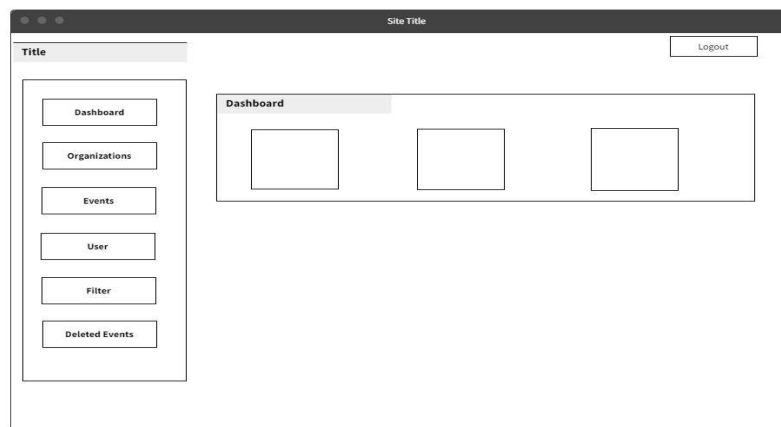 Site Title
Logout
Title
Dashboard
Organizations
Events
User
Filter
Deleted Events
Dashboard